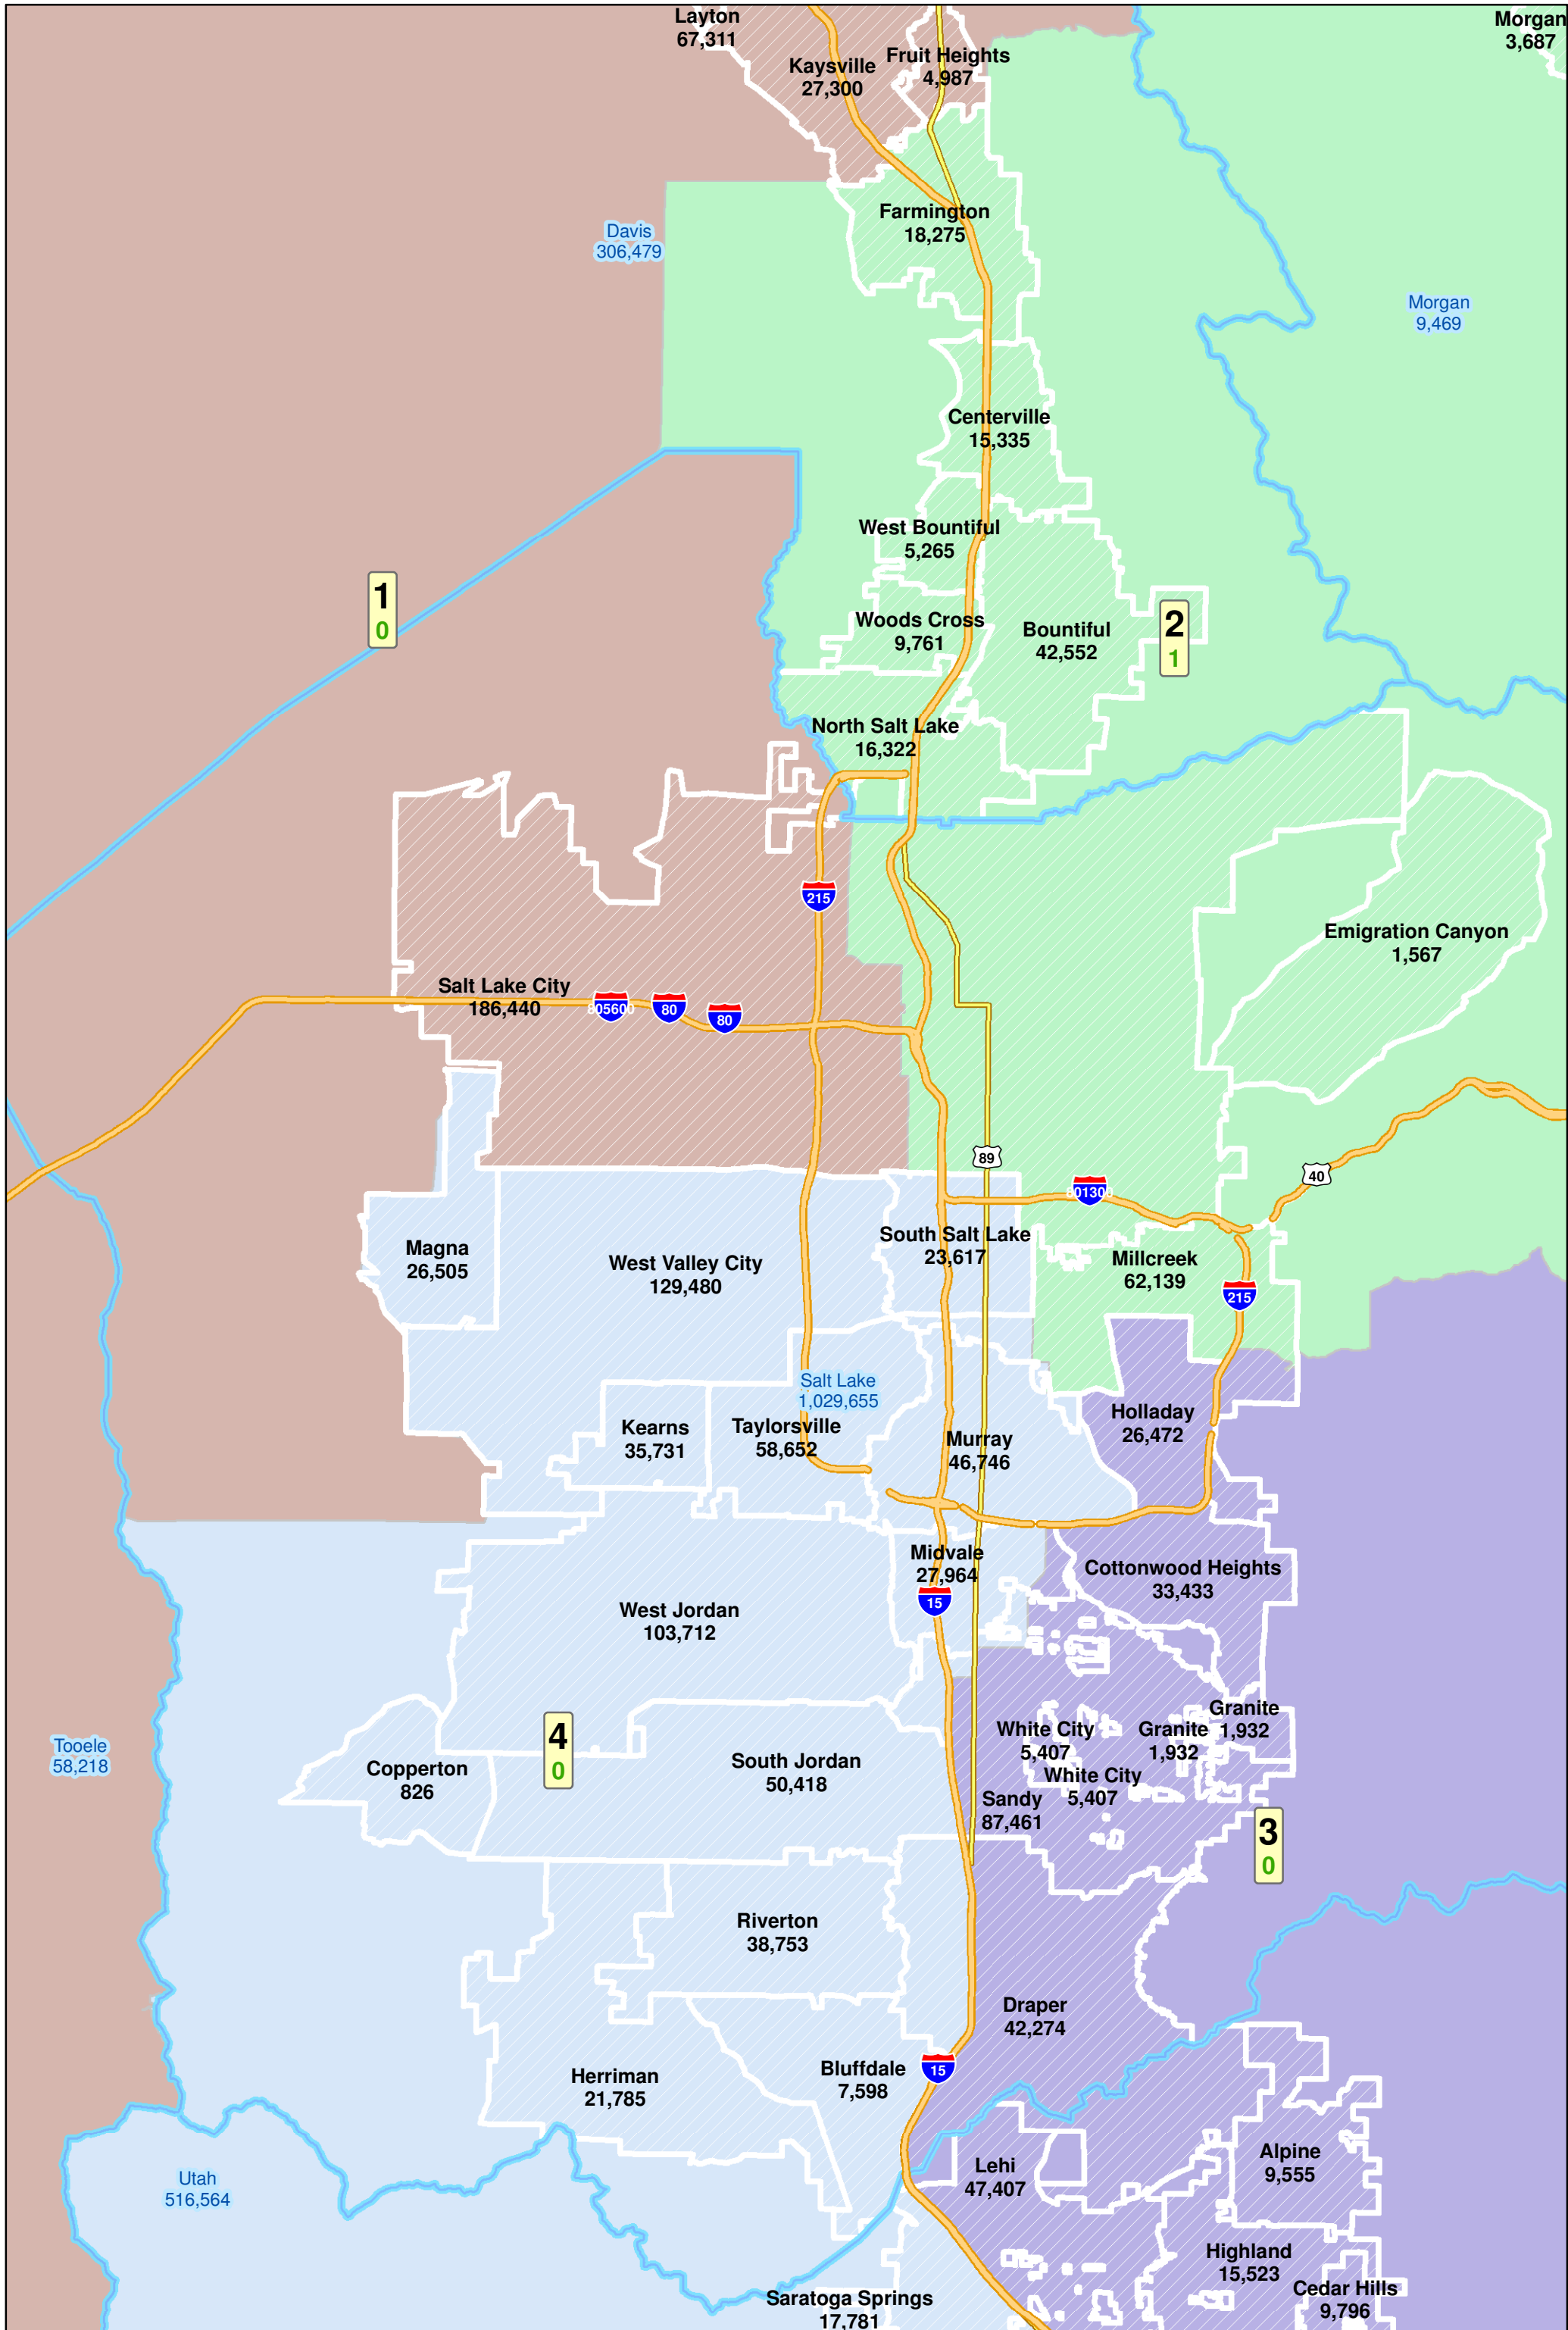 Layton
67,311
Morgan
3,687
Kaysville
27,300
Fruit Heights
4,987
Farmington
18,275
Davis
306,479
Morgan
9,469
Centerville
15,335
West Bountiful
5,265
1
0
Woods Cross
9,761
Bountiful
42,552
2
1
North Salt Lake
16,322
215
Emigration Canyon
1,567
Salt Lake City
186,440
805600
80
80
89
40
301300
Magna
26,505
West Valley City
129,480
South Salt Lake
23,617
Millcreek
62,139
215
Salt Lake
1,029,655
Kearns
35,731
Taylorsville
58,652
Murray
46,746
Holladay
26,472
Midvale
27,964
15
Cottonwood Heights
33,433
West Jordan
103,712
Tooele
58,218
Copperton
826
4
0
South Jordan
50,418
White City
5,407
Granite
1,932
Granite
1,932
White City
5,407
Sandy
87,461
3
0
Riverton
38,753
Draper
42,274
Herriman
21,785
Bluffdale
7,598
15
Utah
516,564
Lehi
47,407
Alpine
9,555
Highland
15,523
Cedar Hills
9,796
Saratoga Springs
17,781